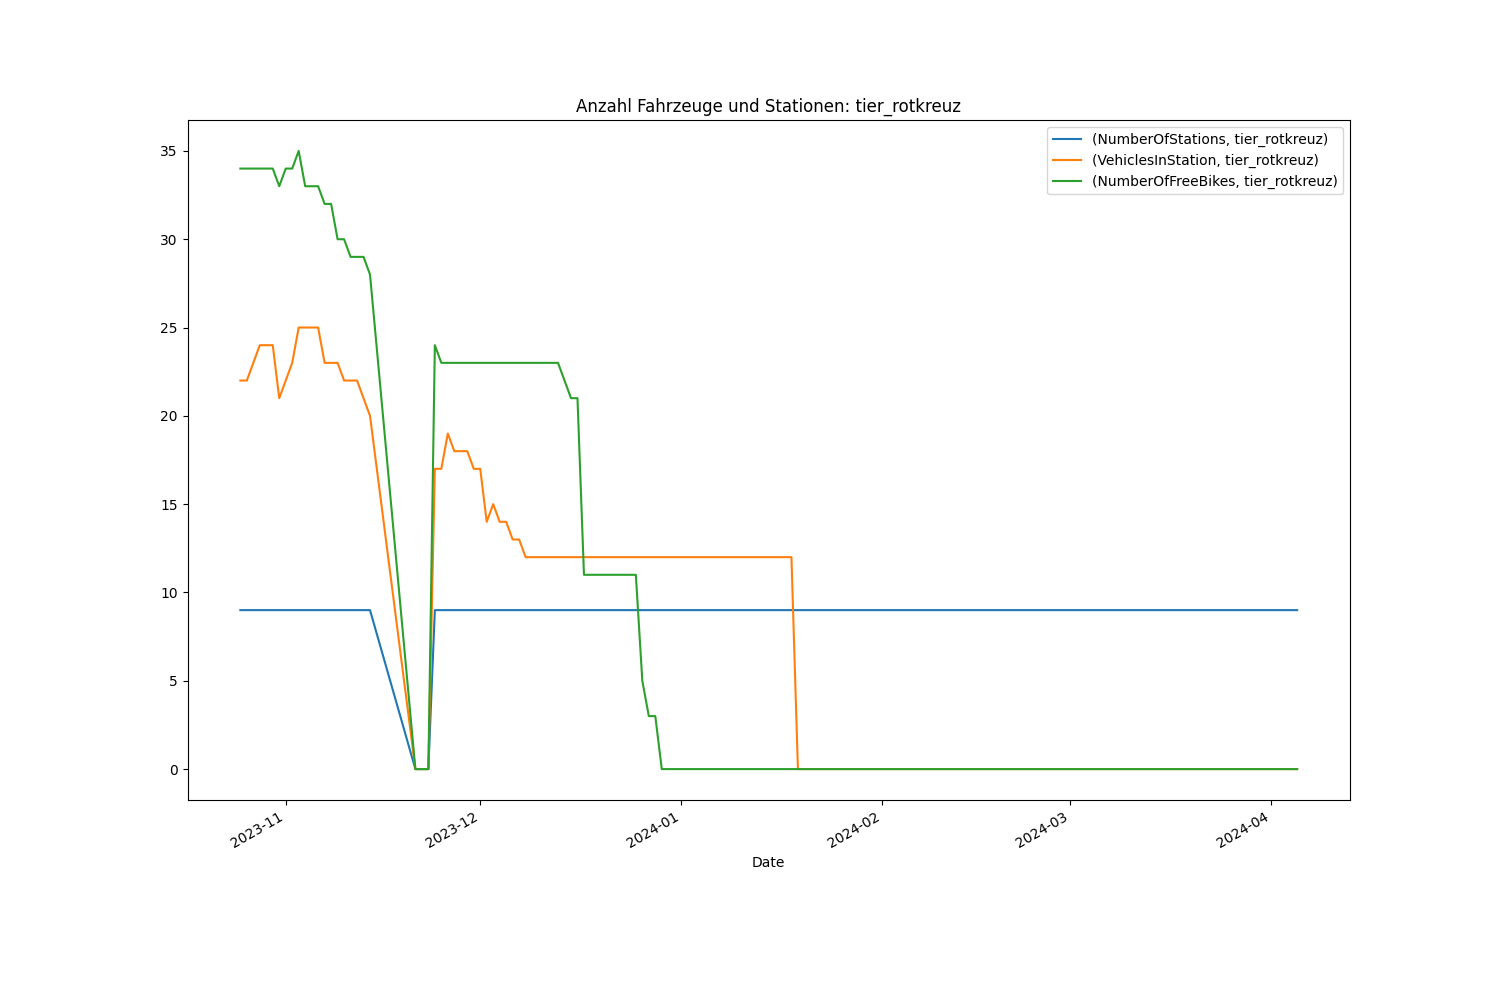 Anzahl Fahrzeuge und Stationen: tier_rotkreuz
(NumberOfStations, tier_rotkreuz)
(VehiclesInStation, tier_rotkreuz)
(NumberOfFreeBikes, tier_rotkreuz)
35
30
25
20
15
10
5
0
2023-11
2023-12
2024-01
2024-02
2024-03
2024-04
Date